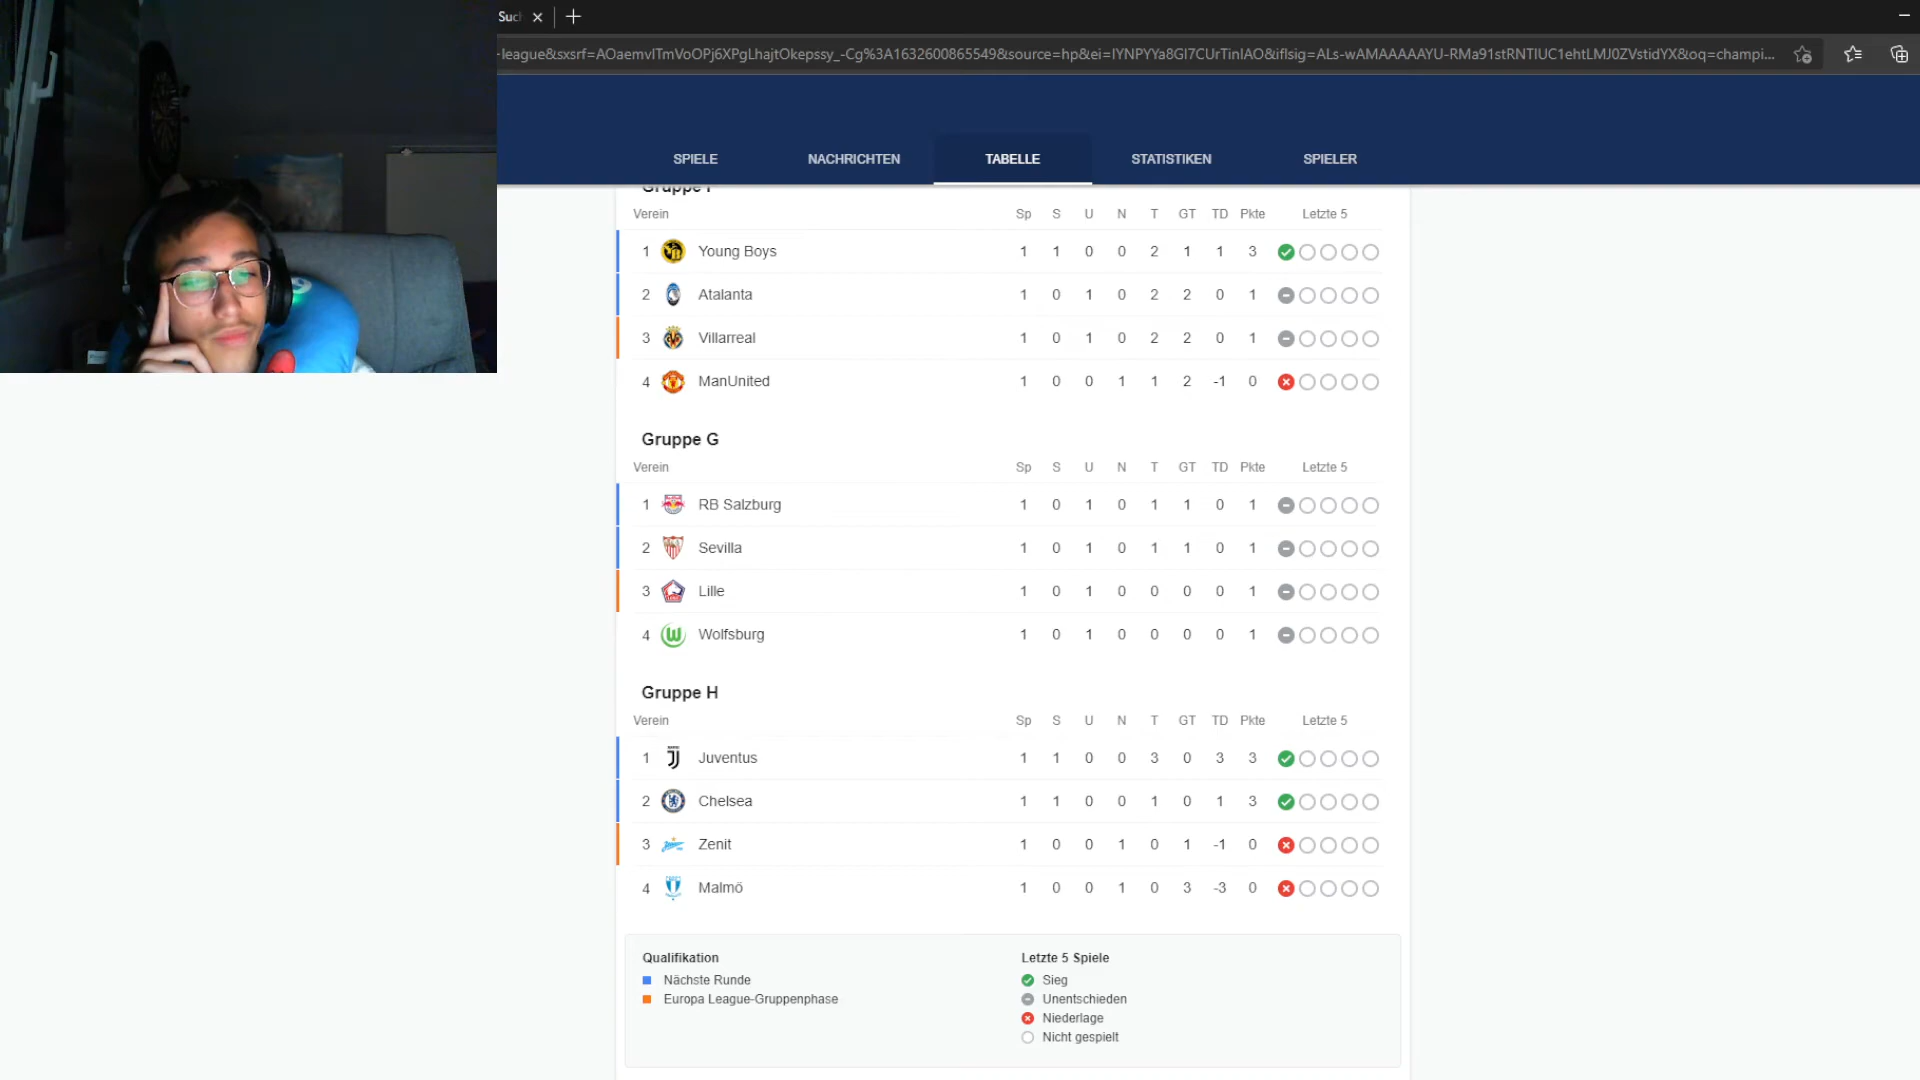 Suc
-league&sxsrf=AOaemvITmVoOPj6XPgLhajtOkepssy_-Cg%3A1632600865549&source=hp&ei=IYNPYYa8GI7CUrTinIAO&iflsig=ALs-wAMAAAAAYU-RMa91stRNTIUC1ehtLMJ0ZVstidYX&oq=champi...
SPIELE NACHRICHTEN TABELLE STATISTIKEN SPIELER
Gruppe F
Verein Sp S U N T GT TD Pkte Letzte 5
1 Young Boys 1 1 0 0 2 1 1 3
2 Atalanta 1 0 1 0 2 2 0 1
3 Villarreal 1 0 1 0 2 2 0 1
4 ManUnited 1 0 0 1 1 2 -1 0
Gruppe G
Verein Sp S U N T GT TD Pkte Letzte 5
1 RB Salzburg 1 0 1 0 1 1 0 1
2 Sevilla 1 0 1 0 1 1 0 1
3 Lille 1 0 1 0 0 0 0 1
4 Wolfsburg 1 0 1 0 0 0 0 1
Gruppe H
Verein Sp S U N T GT TD Pkte Letzte 5
1 Juventus 1 1 0 0 3 0 3 3
2 Chelsea 1 1 0 0 1 0 1 3
3 Zenit 1 0 0 1 0 1 -1 0
4 Malmö 1 0 0 1 0 3 -3 0
Qualifikation
Nächste Runde
Europa League-Gruppenphase
Letzte 5 Spiele
Sieg
Unentschieden
Niederlage
Nicht gespielt